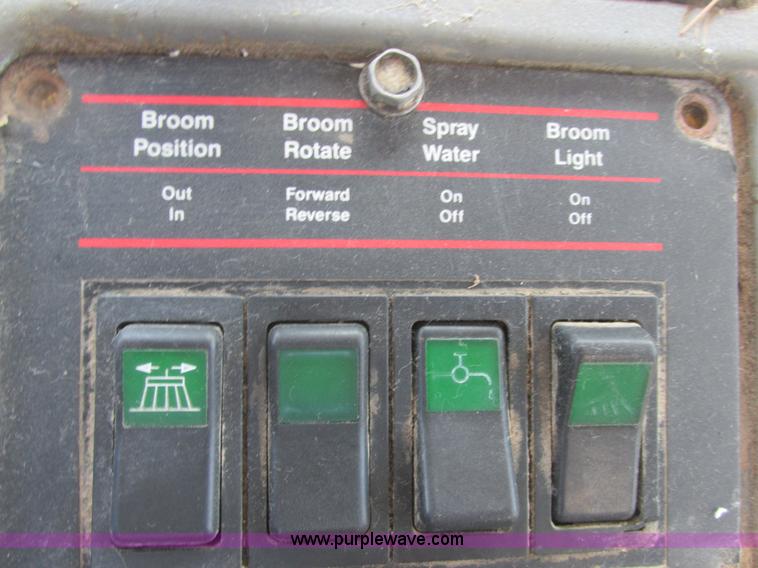 Broom Broom Spray Broom
Position Rotate Water Light
Out Forward On On
In Reverse Off Off
www.purplewave.com